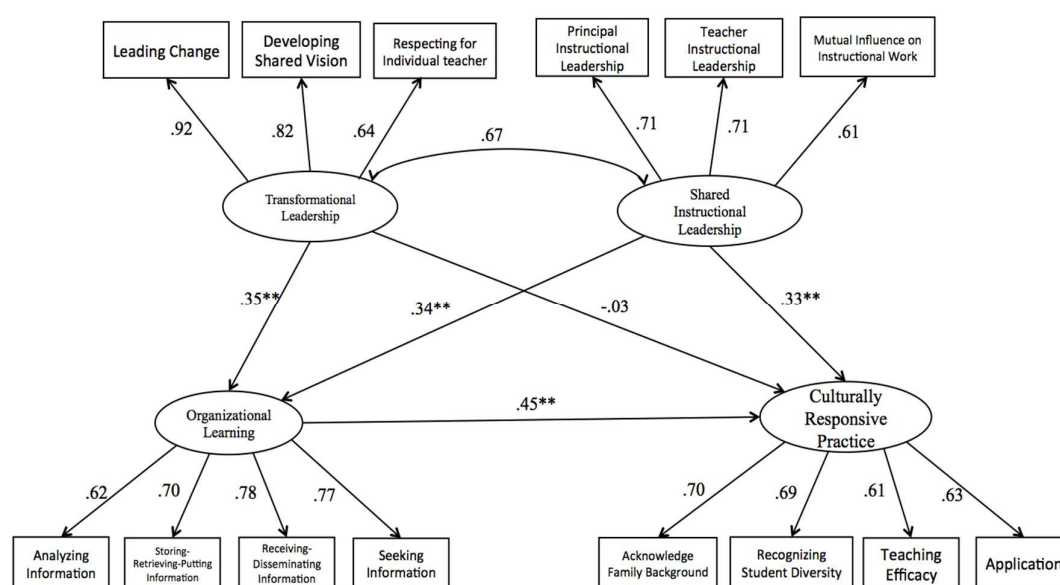 Leading Change
Developing
Shared Vision
Respecting for
Individual teacher
Principal
Instructional
Leadership
Teacher
Instructional
Leadership
Mutual Influence on
Instructional Work
.92
.82
.64
.67
.71
.71
.61
Transformational
Leadership
Shared
Instructional
Leadership
.35**
.34**
-.03
.33**
Organizational
Learning
.45**
Culturally
Responsive
Practice
.62
.70
.78
.77
.70
.69
.61
.63
Analyzing
Information
Storing-
Retrieving-Putting
Information
Receiving-
Disseminating
Information
Seeking
Information
Acknowledge
Family Background
Recognizing
Student Diversity
Teaching
Efficacy
Application